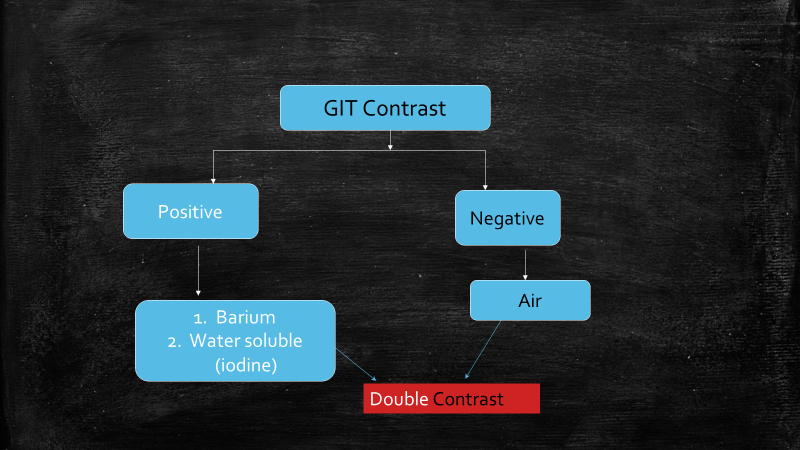 GIT Contrast
Positive
Negative
1. Barium
2. Water soluble
(iodine)
Air
Double Contrast